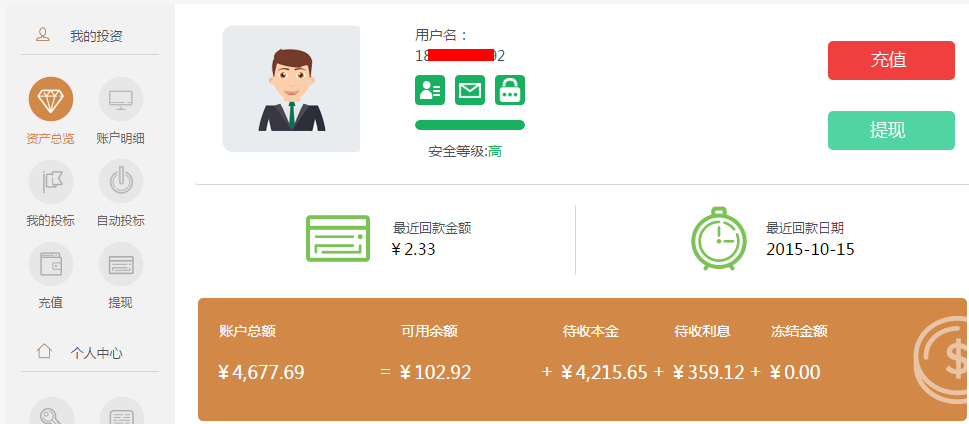 我的投资
资产总览
账户明细
我的投标
自动投标
充值
提现
个人中心
用户名：
18 92
安全等级:高
充值
提现
最近回款金额
¥ 2.33
最近回款日期
2015-10-15
账户总额 可用余额 待收本金 待收利息 冻结金额
¥ 4,677.69 = ¥ 102.92 + ¥ 4,215.65 + ¥ 359.12 + ¥ 0.00